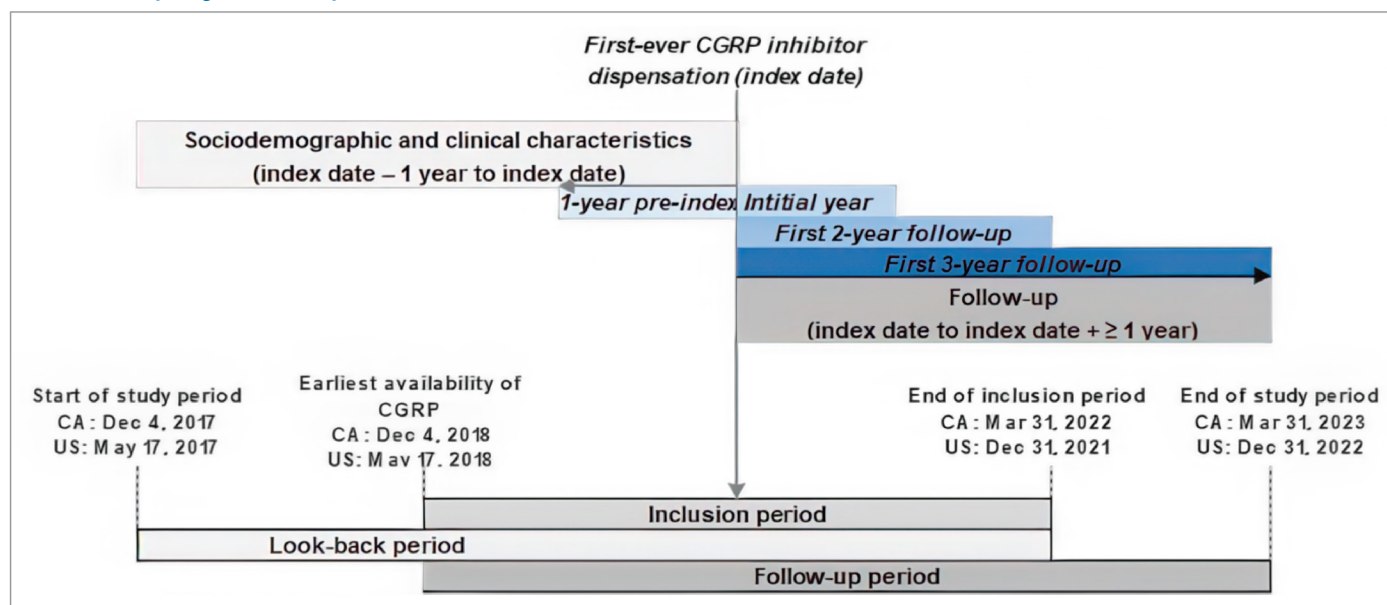 First-ever CGRP inhibitor
dispensation (index date)
Sociodemographic and clinical characteristics
(index date – 1 year to index date)
1-year pre-index Intitial year
First 2-year follow-up
First 3-year follow-up
Follow-up
(index date to index date + ≥ 1 year)
Start of study period
CA: Dec 4, 2017
US: May 17, 2017
Earliest availability of
CGRP
CA: Dec 4, 2018
US: May 17, 2018
End of inclusion period
CA: Mar 31, 2022
US: Dec 31, 2021
End of study period
CA: Mar 31, 2023
US: Dec 31, 2022
Inclusion period
Look-back period
Follow-up period